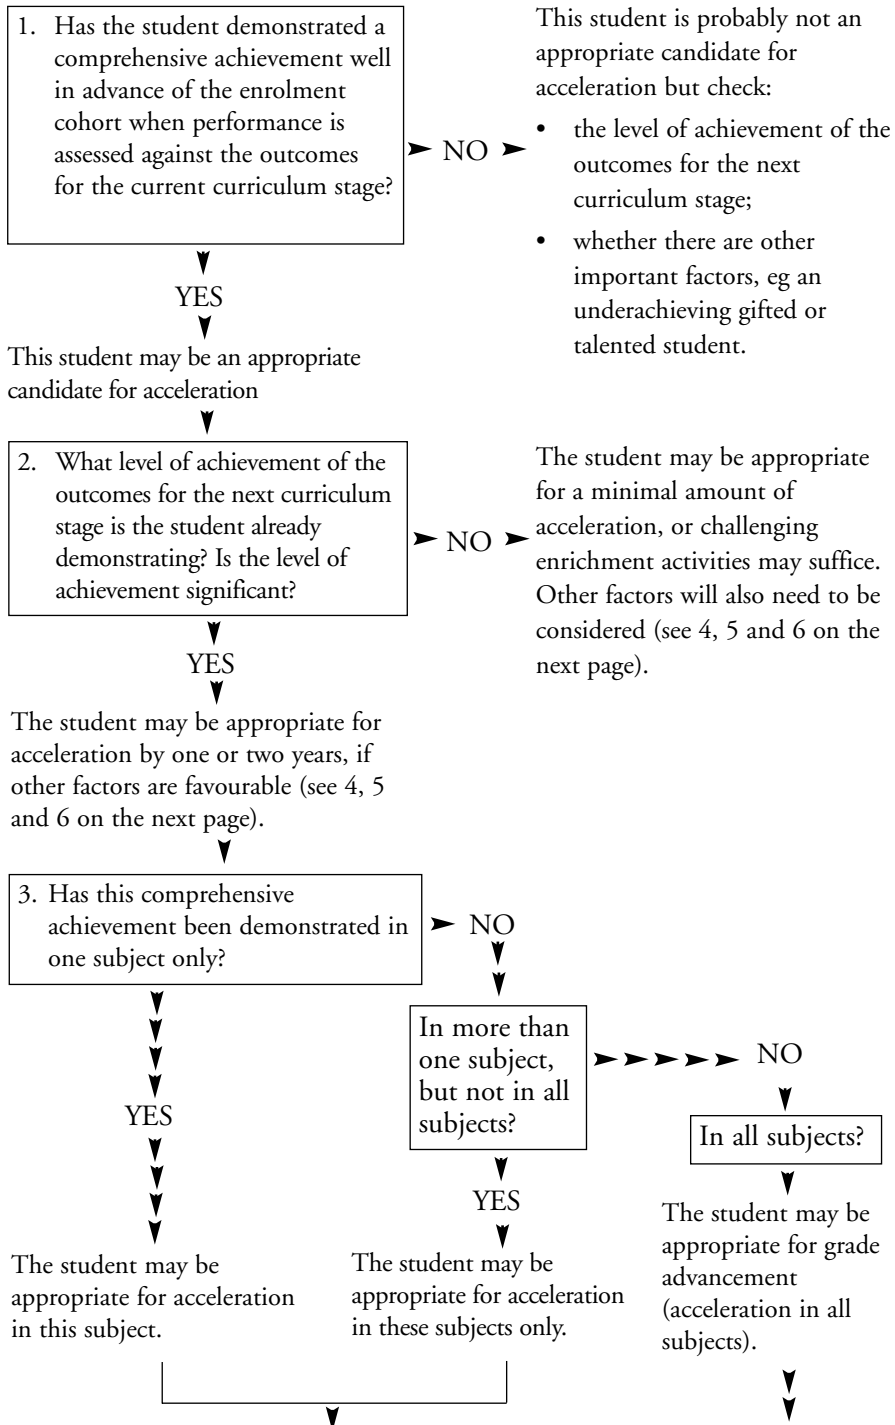 1. Has the student demonstrated a
comprehensive achievement well
in advance of the enrolment
cohort when performance is
assessed against the outcomes
for the current curriculum stage?
NO
This student is probably not an
appropriate candidate for
acceleration but check:
• the level of achievement of the
outcomes for the next
curriculum stage;
• whether there are other
important factors, eg an
underachieving gifted or
talented student.
YES
This student may be an appropriate
candidate for acceleration
2. What level of achievement of the
outcomes for the next curriculum
stage is the student already
demonstrating? Is the level of
achievement significant?
NO
The student may be appropriate
for a minimal amount of
acceleration, or challenging
enrichment activities may suffice.
Other factors will also need to be
considered (see 4, 5 and 6 on the
next page).
YES
The student may be appropriate for
acceleration by one or two years, if
other factors are favourable (see 4, 5
and 6 on the next page).
3. Has this comprehensive
achievement been demonstrated in
one subject only?
NO
In more than
one subject,
but not in all
subjects?
NO
In all subjects?
YES
YES
The student may be
appropriate for acceleration
in this subject.
The student may be
appropriate for acceleration
in these subjects only.
The student may be
appropriate for grade
advancement
(acceleration in all
subjects).